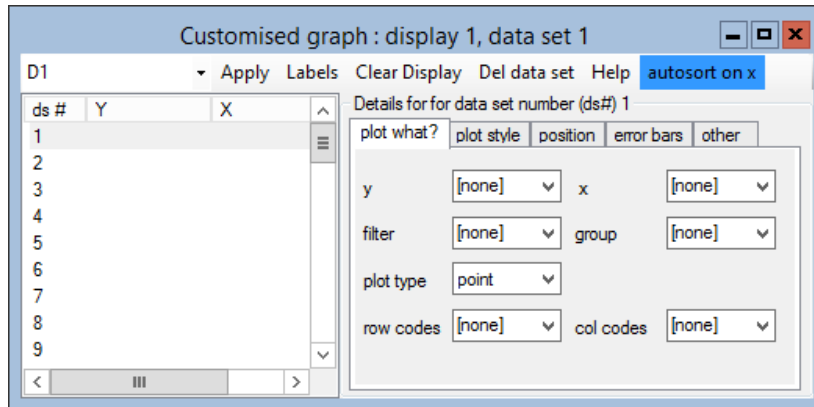 Customised graph : display 1, data set 1
D1 Apply Labels Clear Display Del data set Help autosort on x
ds # Y X
1
2
3
4
5
6
7
8
9
Details for for data set number (ds#) 1
plot what? plot style position error bars other
y [none] x [none]
filter [none] group [none]
plot type point
row codes [none] col codes [none]